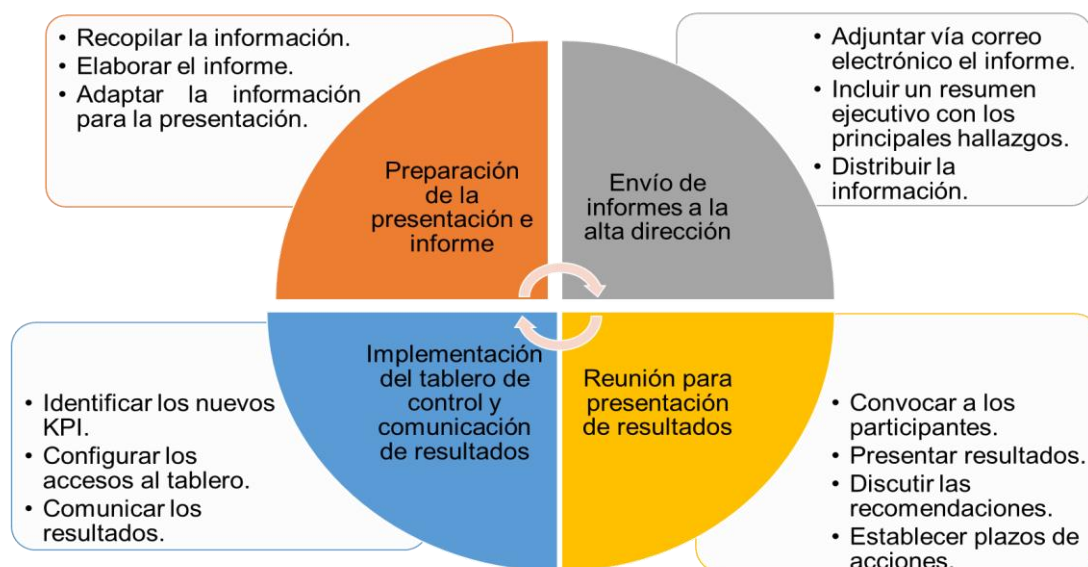 • Recopilar la información.
• Elaborar el informe.
• Adaptar la información
para la presentación.
Preparación
de la
presentación e
informe
• Adjuntar vía correo
electrónico el informe.
• Incluir un resumen
ejecutivo con los
principales hallazgos.
• Distribuir la
información.
Envío de
informes a la
alta dirección
• Identificar los nuevos
KPI.
• Configurar los
accesos al tablero.
• Comunicar los
resultados.
Implementación
del tablero de
control y
comunicación
de resultados
Reunión para
presentación
de resultados
• Convocar a los
participantes.
• Presentar resultados.
• Discutir las
recomendaciones.
• Establecer plazos de
acciones.